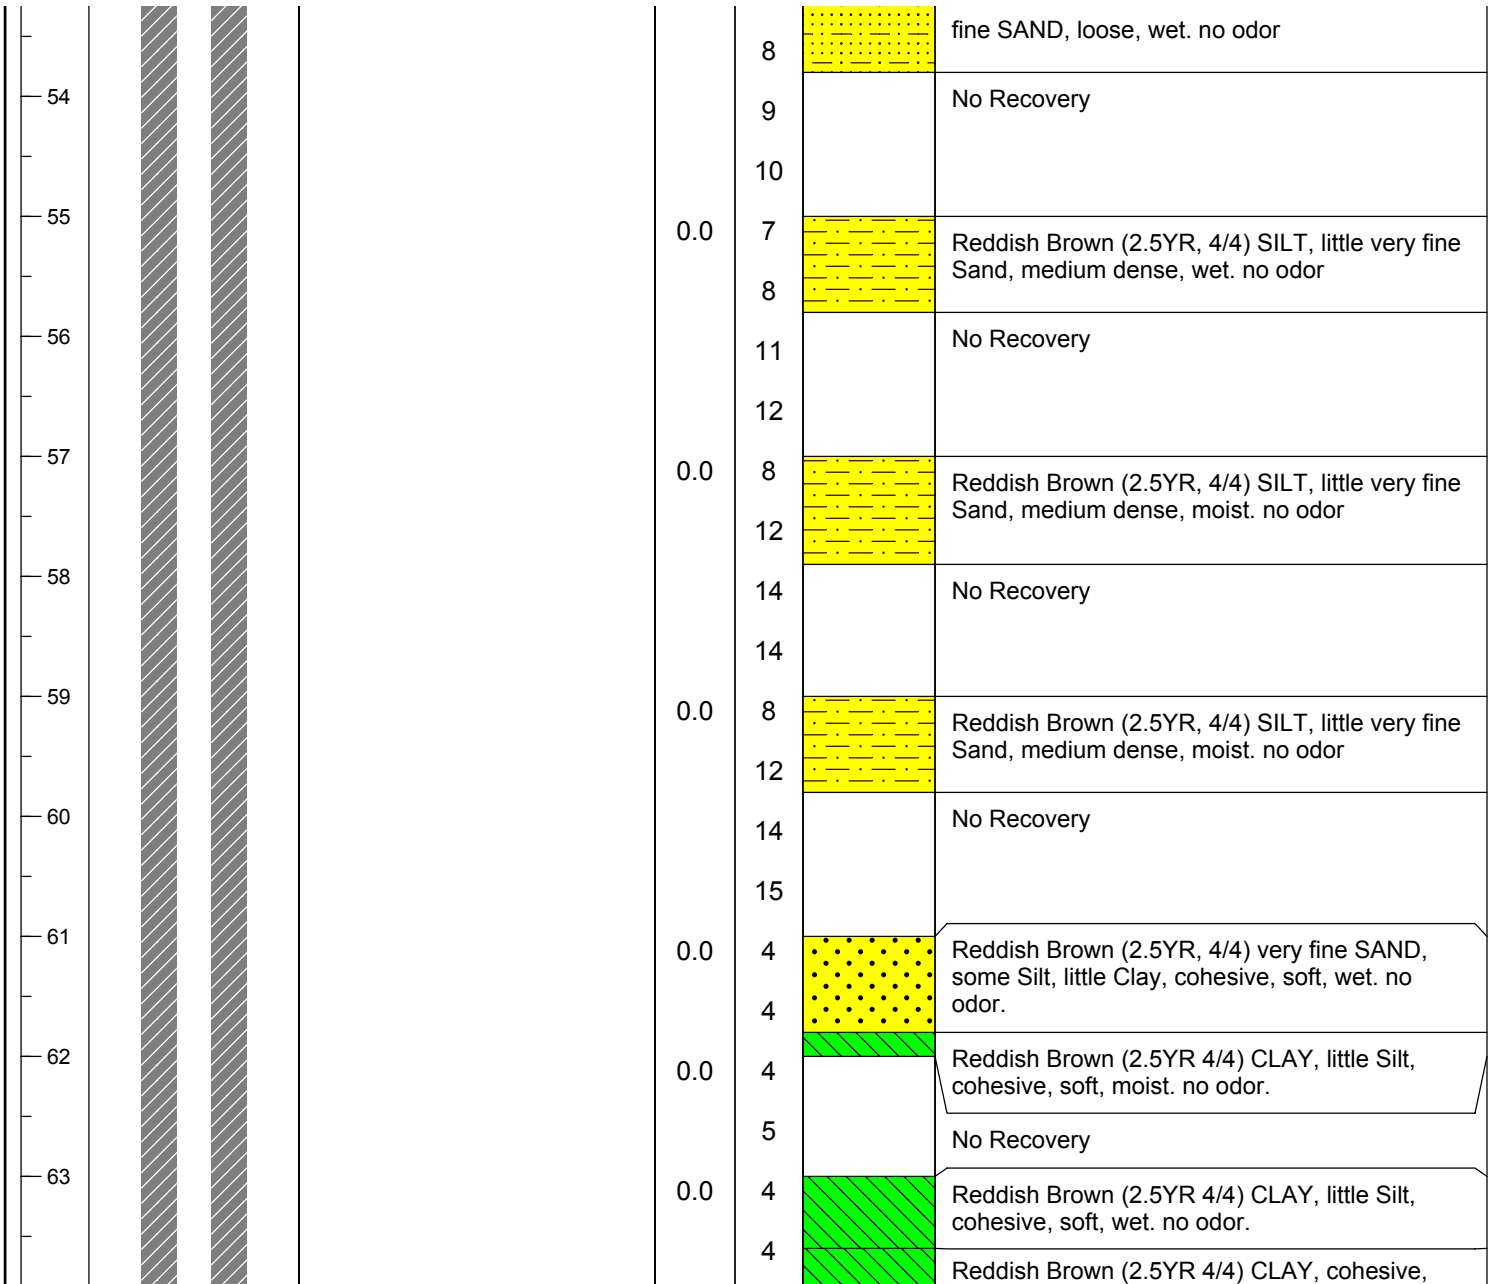 fine SAND, loose, wet. no odor
8
54
9
No Recovery
10
55
0.0
7
Reddish Brown (2.5YR, 4/4) SILT, little very fine
Sand, medium dense, wet. no odor
8
56
11
No Recovery
12
57
0.0
8
Reddish Brown (2.5YR, 4/4) SILT, little very fine
Sand, medium dense, moist. no odor
12
58
14
No Recovery
14
59
0.0
8
Reddish Brown (2.5YR, 4/4) SILT, little very fine
Sand, medium dense, moist. no odor
12
60
14
No Recovery
15
61
0.0
4
Reddish Brown (2.5YR, 4/4) very fine SAND,
some Silt, little Clay, cohesive, soft, wet. no
odor.
4
62
0.0
4
Reddish Brown (2.5YR 4/4) CLAY, little Silt,
cohesive, soft, moist. no odor.
5
No Recovery
63
0.0
4
Reddish Brown (2.5YR 4/4) CLAY, little Silt,
cohesive, soft, wet. no odor.
4
Reddish Brown (2.5YR 4/4) CLAY, cohesive,